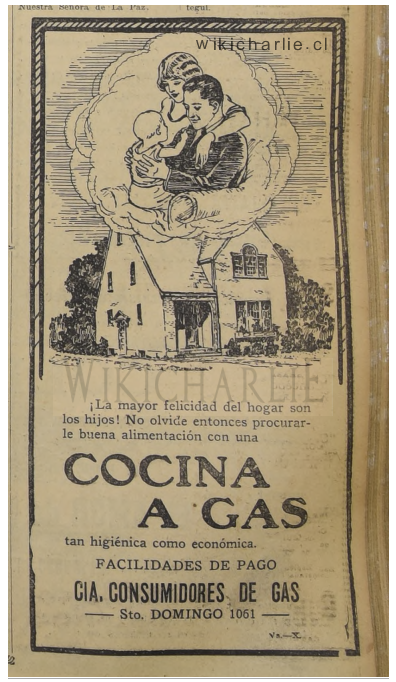 Nuestra Señora de La Paz. tegui.
wikicharlie.cl
WIKICHARLIE
¡La mayor felicidad del hogar son
los hijos! No olvide entonces procurar-
le buena alimentación con una
COCINA
A GAS
tan higiénica como económica.
FACILIDADES DE PAGO
CIA. CONSUMIDORES DE GAS
Sto. DOMINGO 1061